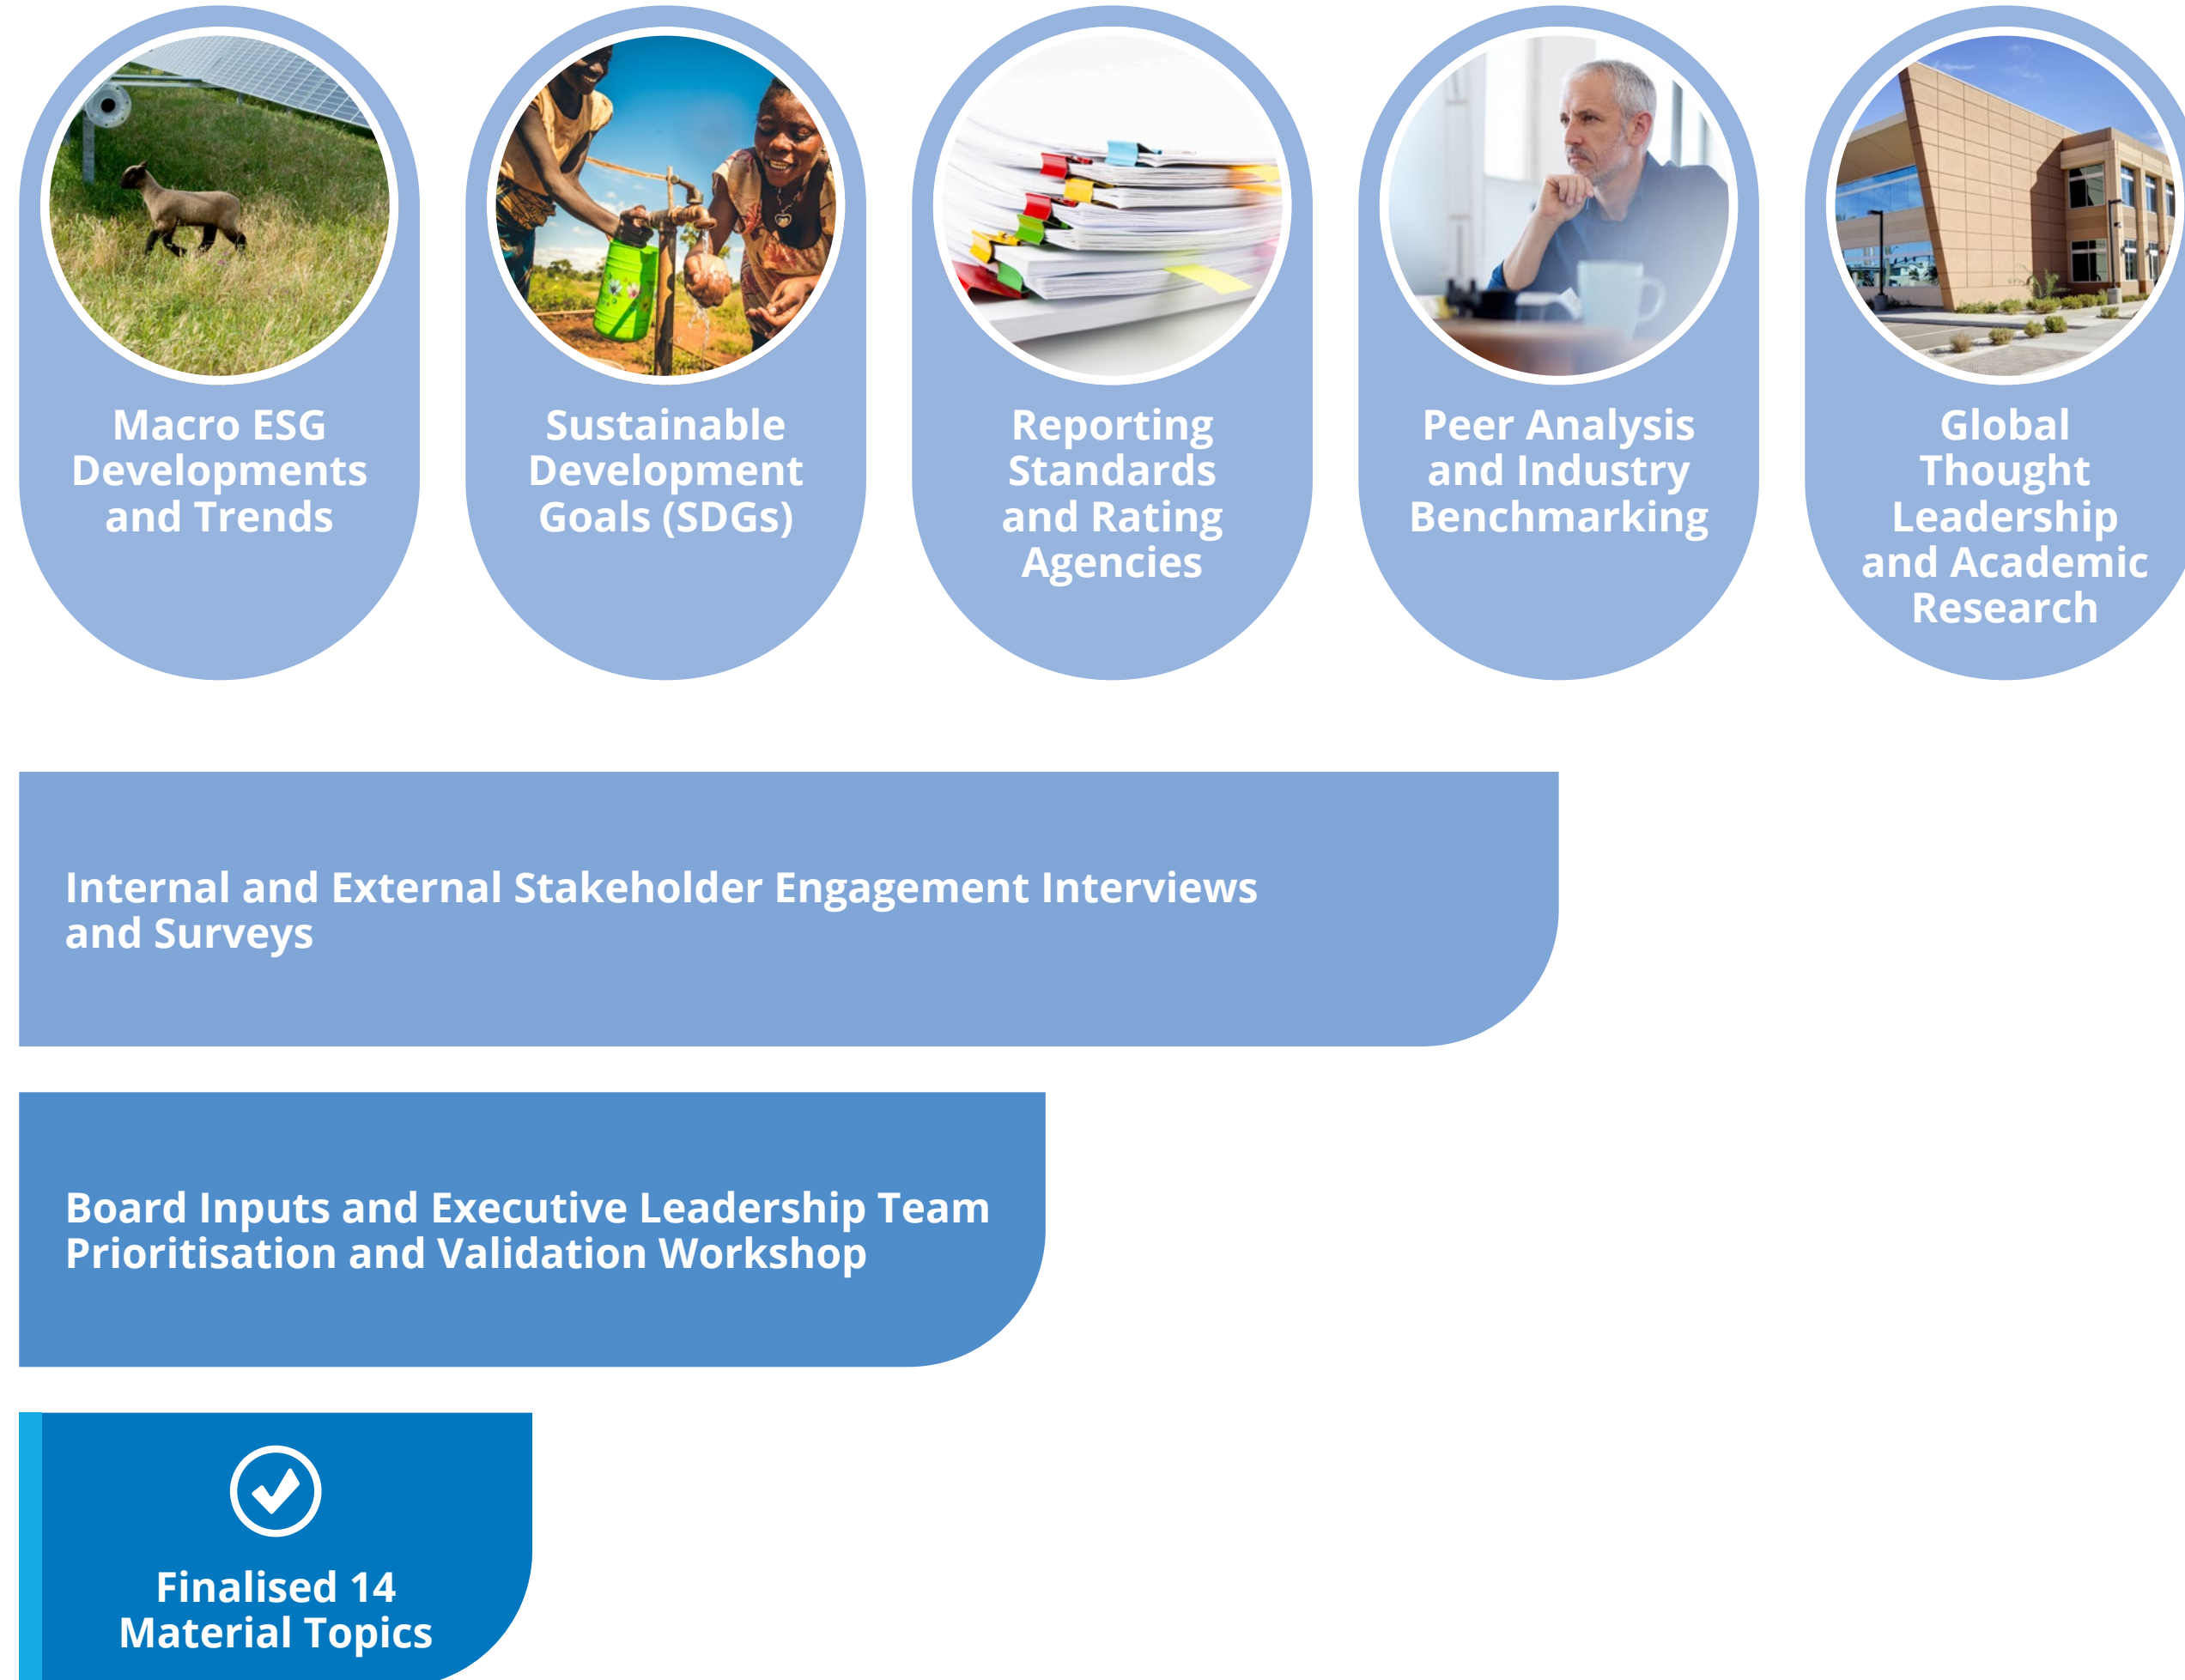 Macro ESG
Developments
and Trends
Sustainable
Development
Goals (SDGs)
Reporting
Standards
and Rating
Agencies
Peer Analysis
and Industry
Benchmarking
Global
Thought
Leadership
and Academic
Research
Internal and External Stakeholder Engagement Interviews
and Surveys
Board Inputs and Executive Leadership Team
Prioritisation and Validation Workshop
Finalised 14
Material Topics